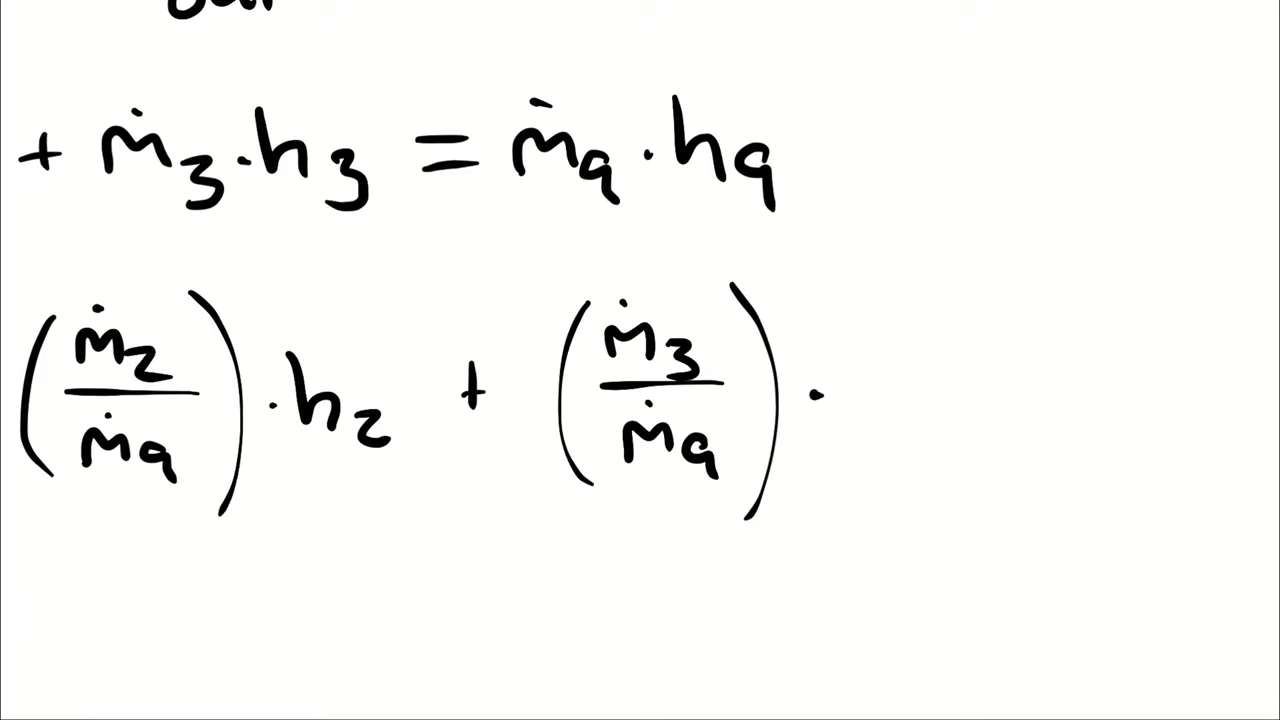 + ṁ₃ · h₃ = ṁ₉ · h₉
(ṁ₂/ṁ₉) · h₂ + (ṁ₃/ṁ₉) ·